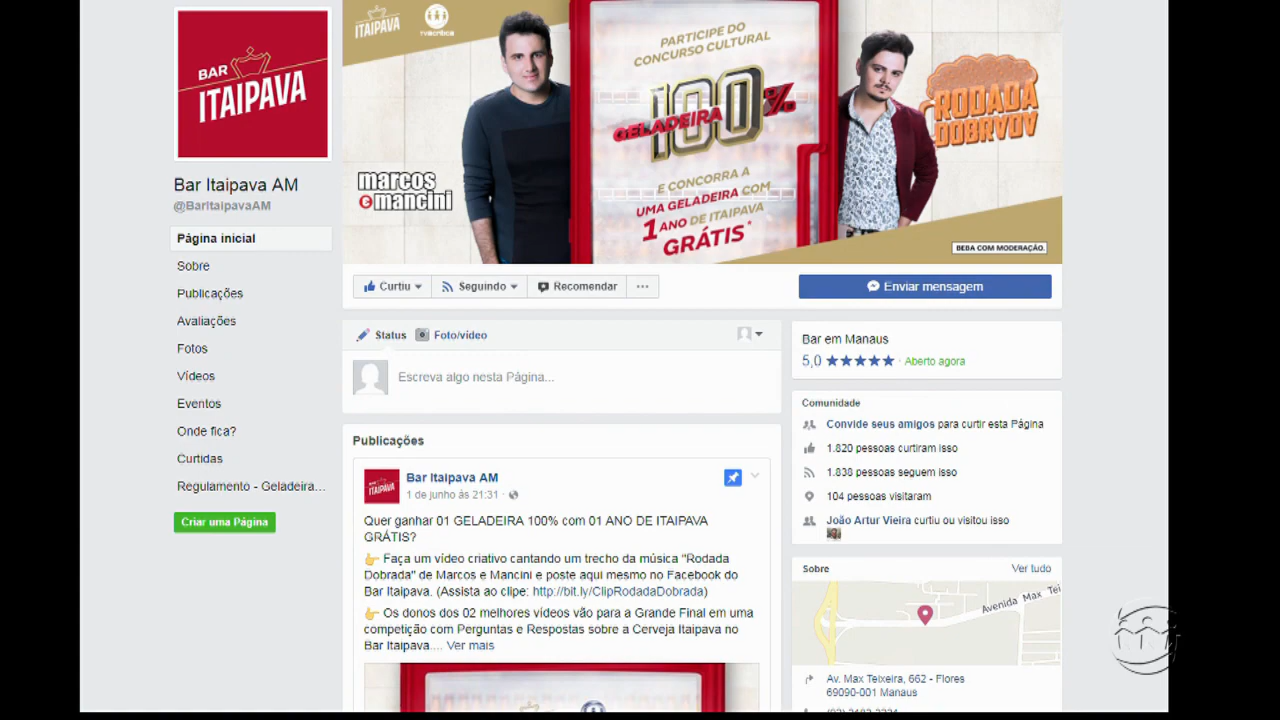 BAR
ITAIPAVA
Bar Itaipava AM
@BarItaipavaAM
Página inicial
Sobre
Publicações
Avaliações
Fotos
Vídeos
Eventos
Onde fica?
Curtidas
Regulamento - Geladeira...
Criar uma Página
ITAIPAVA
tvacrítica
marcos
e mancini
PARTICIPE DO
CONCURSO CULTURAL
GELADEIRA 100%
E CONCORRA A
UMA GELADEIRA COM
1 ANO DE ITAIPAVA
GRÁTIS*
RODADA
DOBRADA
BEBA COM MODERAÇÃO.
Curtiu
Seguindo
Recomendar
Enviar mensagem
Status
Foto/vídeo
Escreva algo nesta Página...
Publicações
Bar Itaipava AM
1 de junho às 21:31 ·
Quer ganhar 01 GELADEIRA 100% com 01 ANO DE ITAIPAVA
GRÁTIS?
Faça um vídeo criativo cantando um trecho da música "Rodada
Dobrada" de Marcos e Mancini e poste aqui mesmo no Facebook do
Bar Itaipava. (Assista ao clipe: http://bit.ly/ClipRodadaDobrada)
Os donos dos 02 melhores vídeos vão para a Grande Final em uma
competição com Perguntas e Respostas sobre a Cerveja Itaipava no
Bar Itaipava.... Ver mais
ITAIPAVA
Bar em Manaus
5,0 ★★★★★ · Aberto agora
Comunidade
Convide seus amigos para curtir esta Página
1.820 pessoas curtiram isso
1.838 pessoas seguem isso
104 pessoas visitaram
João Artur Vieira curtiu ou visitou isso
Sobre
Ver tudo
Avenida Max Tei
Av. Max Teixeira, 662 - Flores
69090-001 Manaus